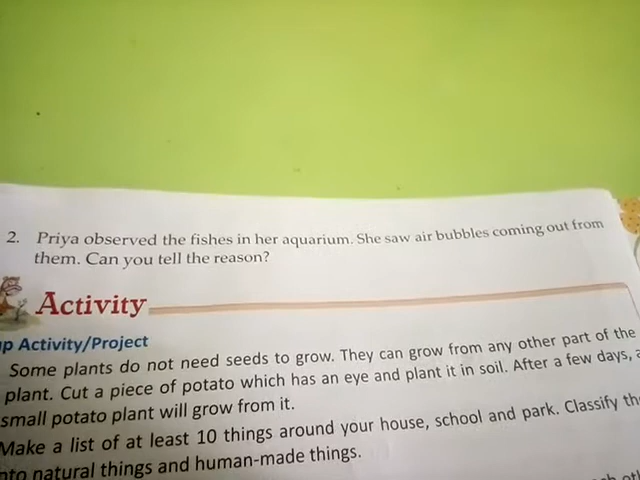 2. Priya observed the fishes in her aquarium. She saw air bubbles coming out from
them. Can you tell the reason?
Activity
Activity/Project
Some plants do not need seeds to grow. They can grow from any other part of the
plant. Cut a piece of potato which has an eye and plant it in soil. After a few days,
small potato plant will grow from it.
Make a list of at least 10 things around your house, school and park. Classify
natural things and human-made things.